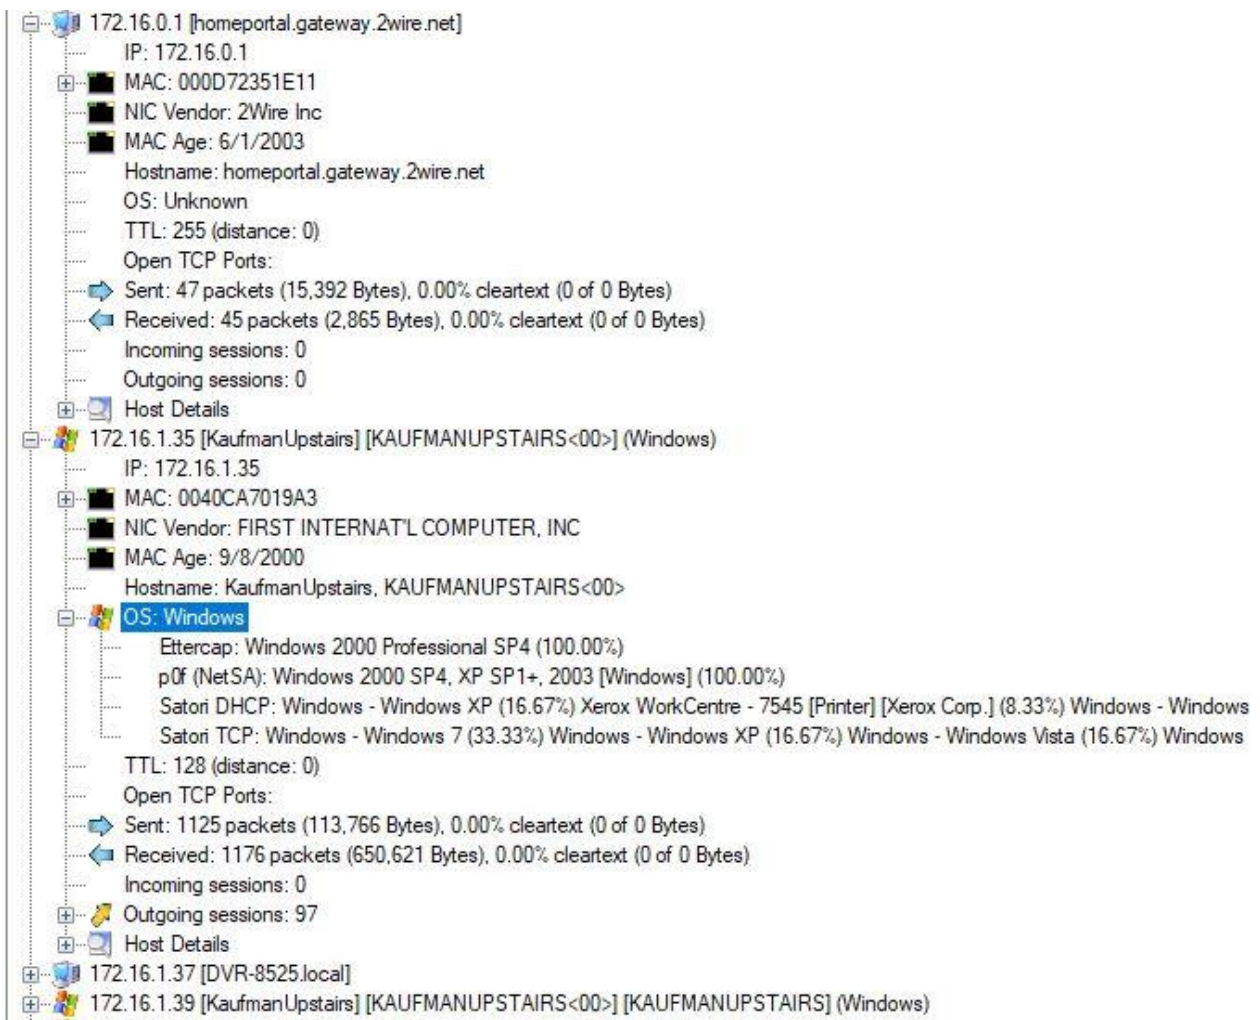 172.16.0.1 [homeportal.gateway.2wire.net]
IP: 172.16.0.1
MAC: 000D72351E11
NIC Vendor: 2Wire Inc
MAC Age: 6/1/2003
Hostname: homeportal.gateway.2wire.net
OS: Unknown
TTL: 255 (distance: 0)
Open TCP Ports:
Sent: 47 packets (15,392 Bytes), 0.00% cleartext (0 of 0 Bytes)
Received: 45 packets (2,865 Bytes), 0.00% cleartext (0 of 0 Bytes)
Incoming sessions: 0
Outgoing sessions: 0
Host Details
172.16.1.35 [KaufmanUpstairs] [KAUFMANUPSTAIRS<00>] (Windows)
IP: 172.16.1.35
MAC: 0040CA7019A3
NIC Vendor: FIRST INTERNAT'L COMPUTER, INC
MAC Age: 9/8/2000
Hostname: KaufmanUpstairs, KAUFMANUPSTAIRS<00>
OS: Windows
Ettercap: Windows 2000 Professional SP4 (100.00%)
p0f (NetSA): Windows 2000 SP4, XP SP1+, 2003 [Windows] (100.00%)
Satori DHCP: Windows - Windows XP (16.67%) Xerox WorkCentre - 7545 [Printer] [Xerox Corp.] (8.33%) Windows - Windows
Satori TCP: Windows - Windows 7 (33.33%) Windows - Windows XP (16.67%) Windows - Windows Vista (16.67%) Windows
TTL: 128 (distance: 0)
Open TCP Ports:
Sent: 1125 packets (113,766 Bytes), 0.00% cleartext (0 of 0 Bytes)
Received: 1176 packets (650,621 Bytes), 0.00% cleartext (0 of 0 Bytes)
Incoming sessions: 0
Outgoing sessions: 97
Host Details
172.16.1.37 [DVR-8525.local]
172.16.1.39 [KaufmanUpstairs] [KAUFMANUPSTAIRS<00>] [KAUFMANUPSTAIRS] (Windows)